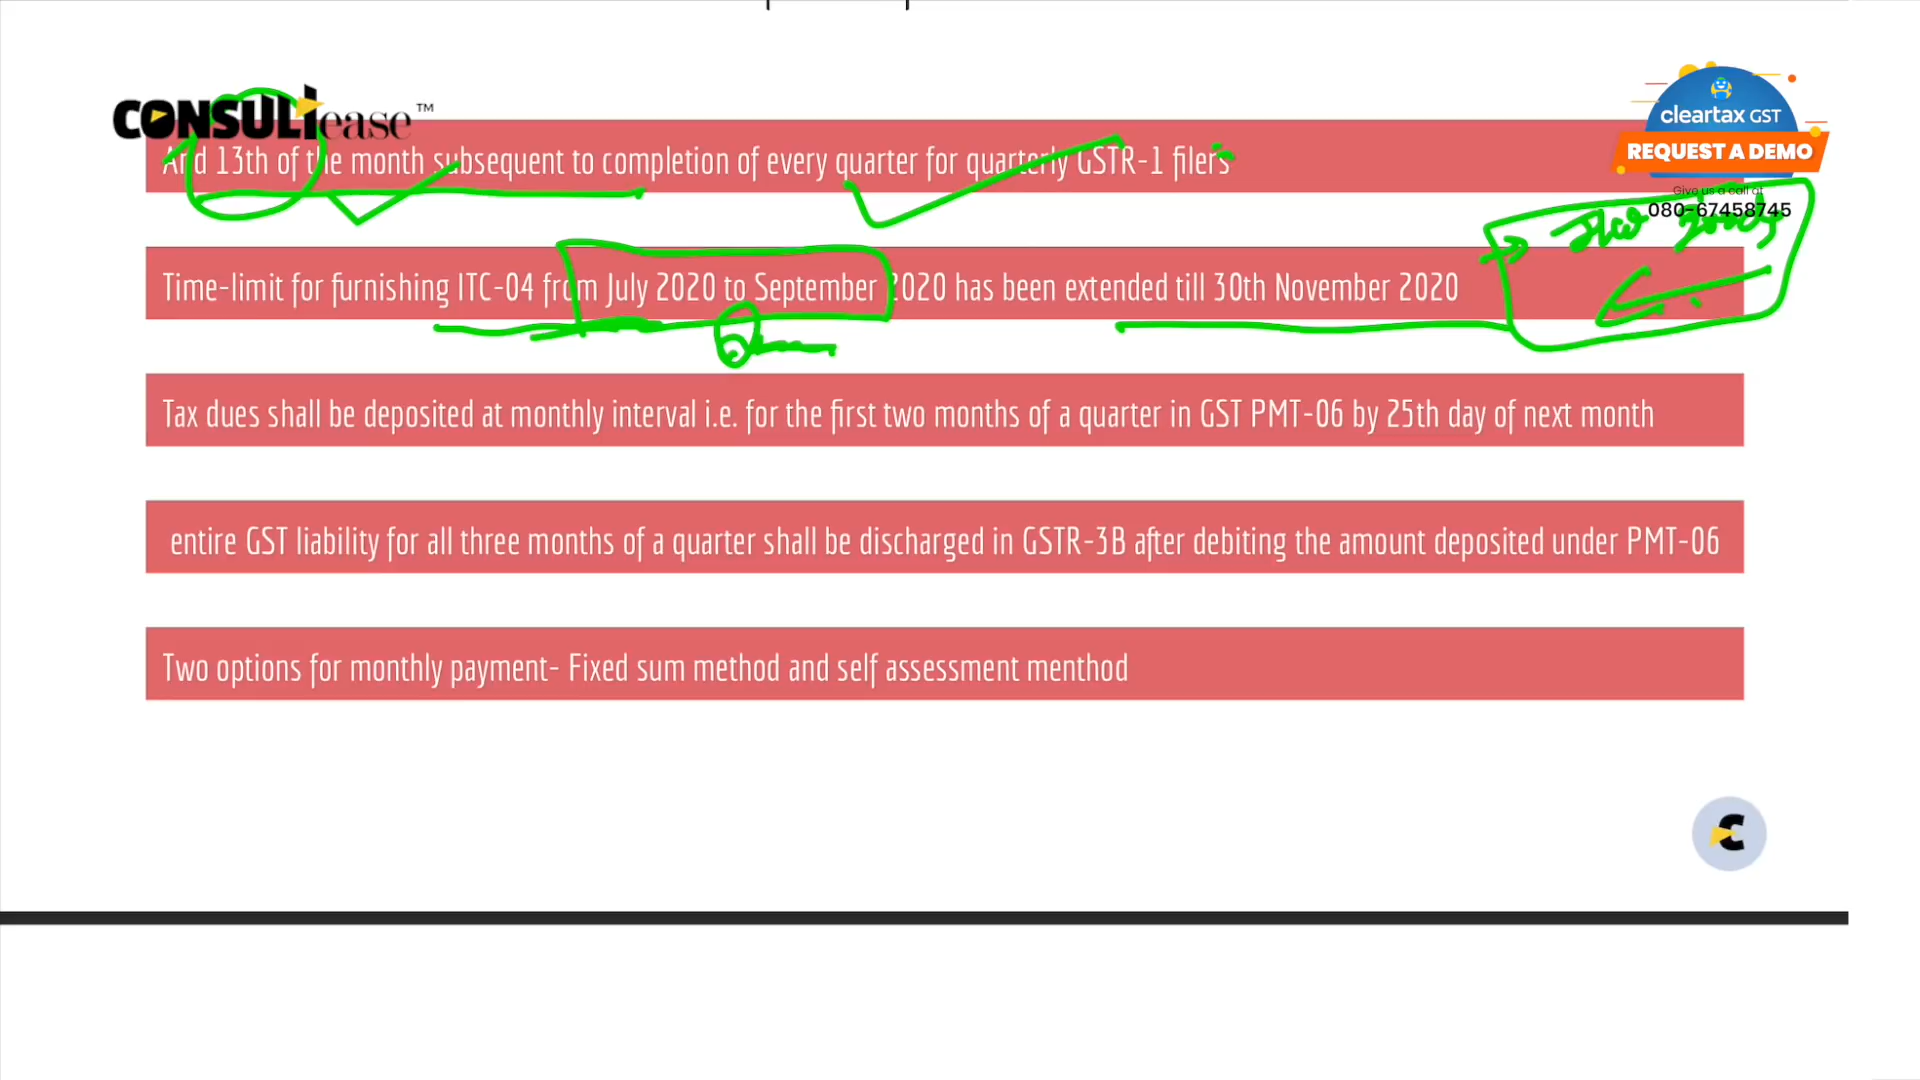 CONSULTease™
cleartax GST
REQUEST A DEMO
Give us a call at
080-67458745
And 13th of the month subsequent to completion of every quarter for quarterly GSTR-1 filers
Time-limit for furnishing ITC-04 from July 2020 to September 2020 has been extended till 30th November 2020
Tax dues shall be deposited at monthly interval i.e. for the first two months of a quarter in GST PMT-06 by 25th day of next month
entire GST liability for all three months of a quarter shall be discharged in GSTR-3B after debiting the amount deposited under PMT-06
Two options for monthly payment- Fixed sum method and self assessment menthod
C